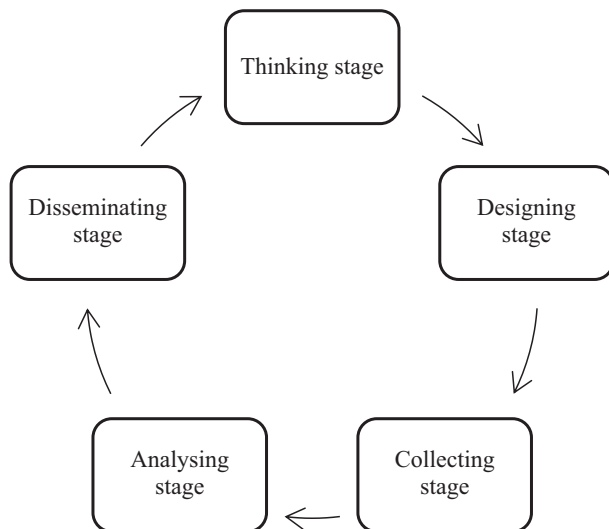 Thinking stage
Designing
stage
Collecting
stage
Analysing
stage
Disseminating
stage